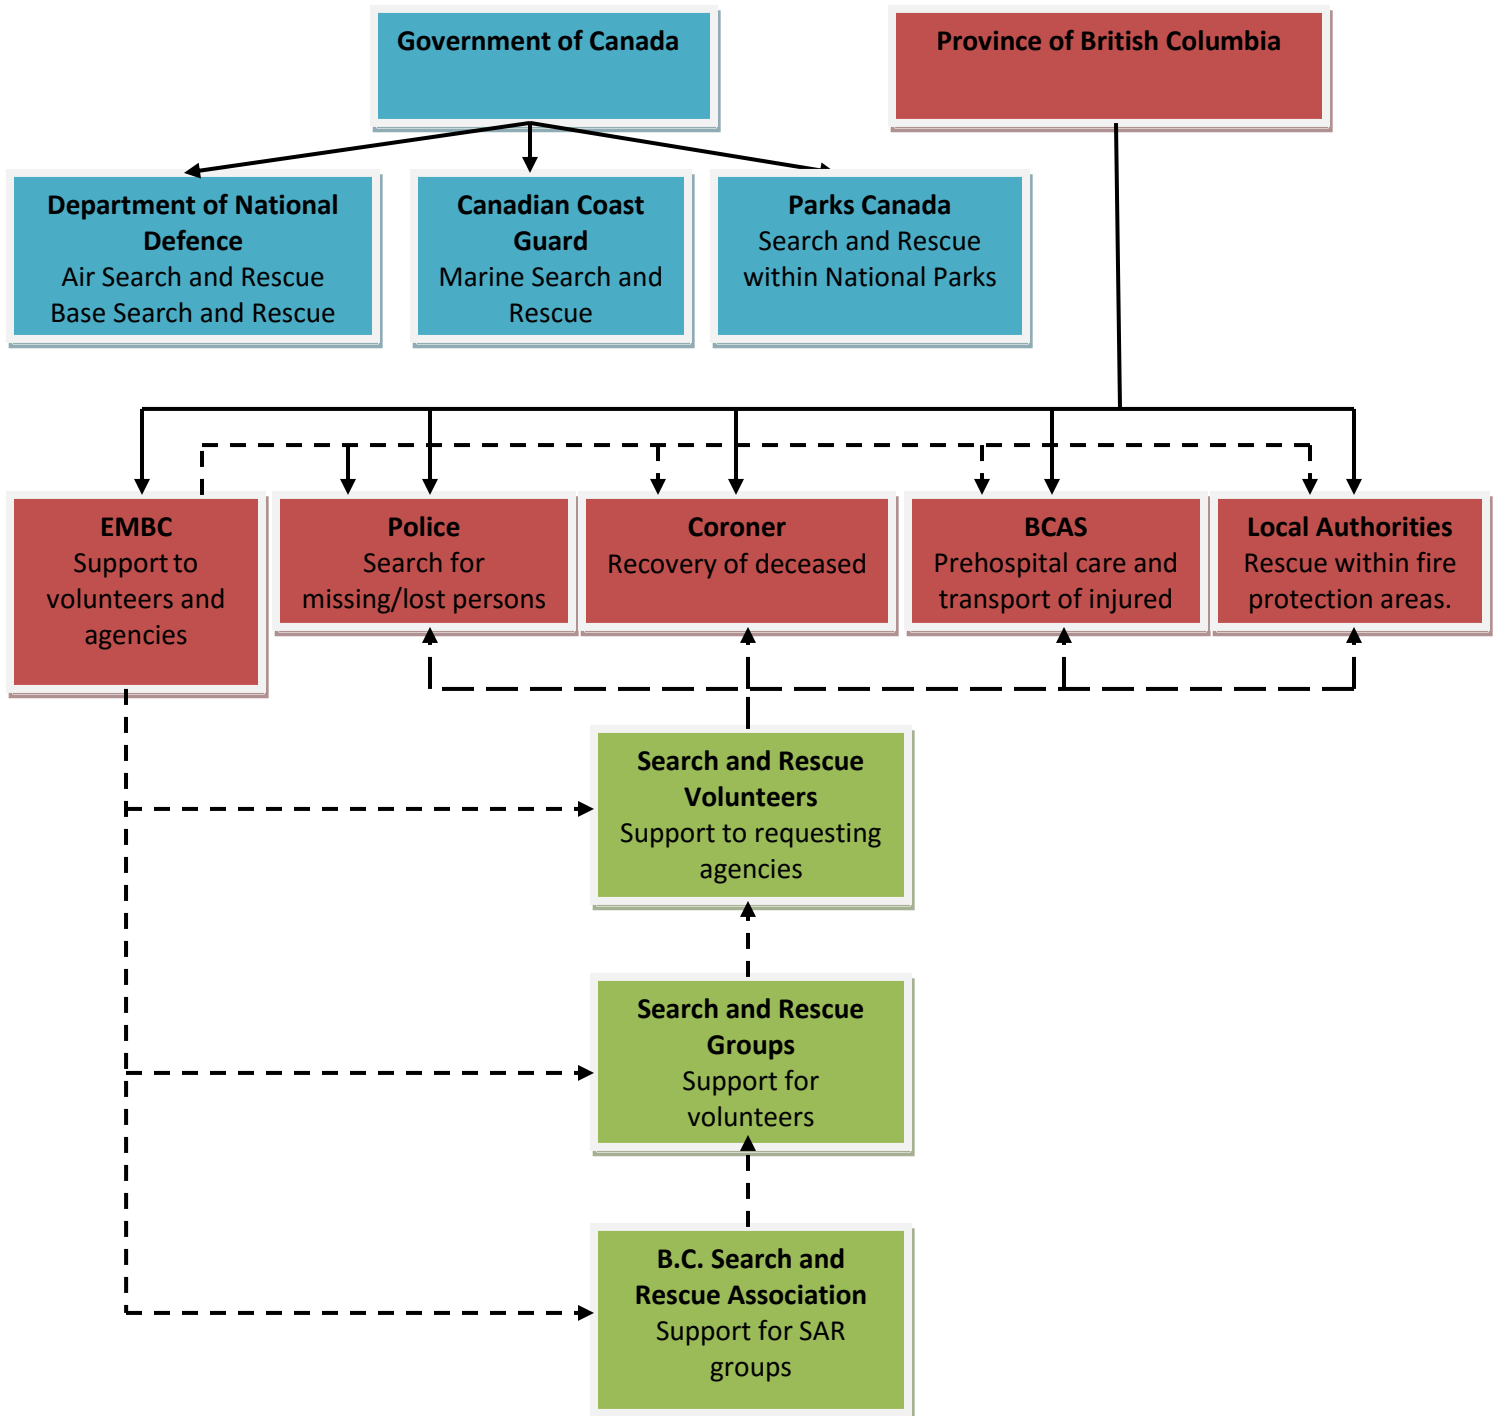 Government of Canada
Province of British Columbia
Department of National
Defence
Air Search and Rescue
Base Search and Rescue
Canadian Coast
Guard
Marine Search and
Rescue
Parks Canada
Search and Rescue
within National Parks
EMBC
Support to
volunteers and
agencies
Police
Search for
missing/lost persons
Coroner
Recovery of deceased
BCAS
Prehospital care and
transport of injured
Local Authorities
Rescue within fire
protection areas.
Search and Rescue
Volunteers
Support to requesting
agencies
Search and Rescue
Groups
Support for
volunteers
B.C. Search and
Rescue Association
Support for SAR
groups